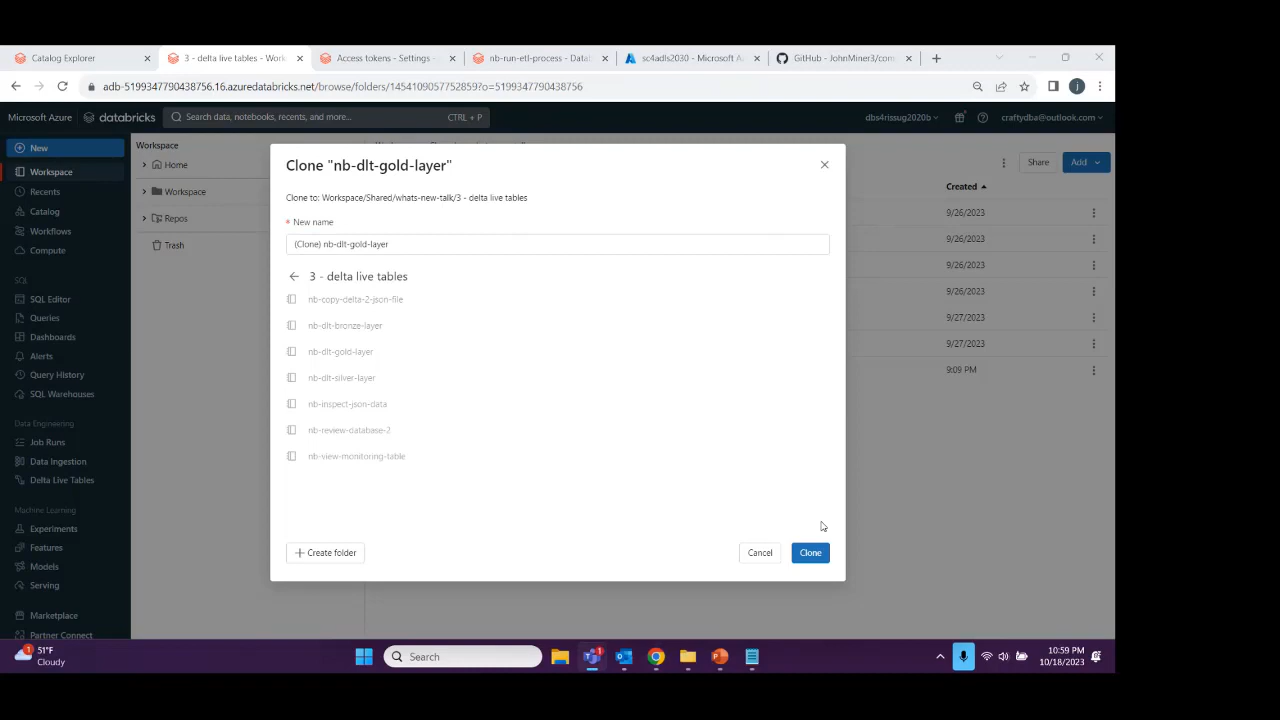 Catalog Explorer
3 - delta live tables - Work
Access tokens - Settings -
nb-run-etl-process - Datab
sc4adls2030 - Microsoft A
GitHub - JohnMiner3/com
adb-5199347790438756.16.azuredatabricks.net/browse/folders/1454109057752859?o=5199347790438756
j
Microsoft Azure
databricks
Search data, notebooks, recents, and more...
CTRL + P
dbs4rissug2020b
craftydba@outlook.com
New
Workspace
Recents
Catalog
Workflows
Compute
SQL
SQL Editor
Queries
Dashboards
Alerts
Query History
SQL Warehouses
Data Engineering
Job Runs
Data Ingestion
Delta Live Tables
Machine Learning
Experiments
Features
Models
Serving
Marketplace
Partner Connect
Workspace
Home
Workspace
Repos
Trash
Share
Add
Created
9/26/2023
9/26/2023
9/26/2023
9/26/2023
9/27/2023
9/27/2023
9:09 PM
Clone "nb-dlt-gold-layer"
Clone to: Workspace/Shared/whats-new-talk/3 - delta live tables
* New name
(Clone) nb-dlt-gold-layer
3 - delta live tables
nb-copy-delta-2-json-file
nb-dlt-bronze-layer
nb-dlt-gold-layer
nb-dlt-silver-layer
nb-inspect-json-data
nb-review-database-2
nb-view-monitoring-table
Create folder
Cancel
Clone
1
51°F
Cloudy
Search
1
10:59 PM
10/18/2023